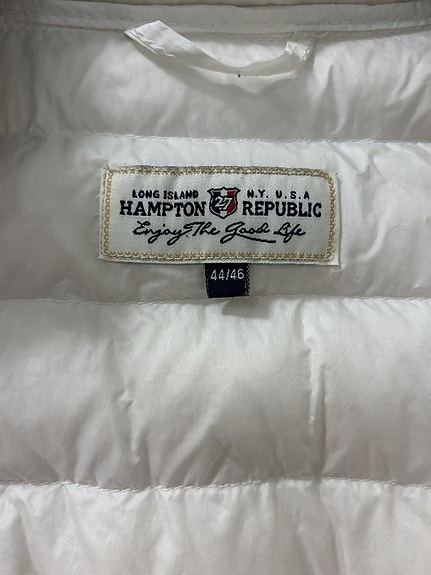 LONG ISLAND 27 N.Y. U.S.A
HAMPTON REPUBLIC
Enjoy The Good Life
44/46